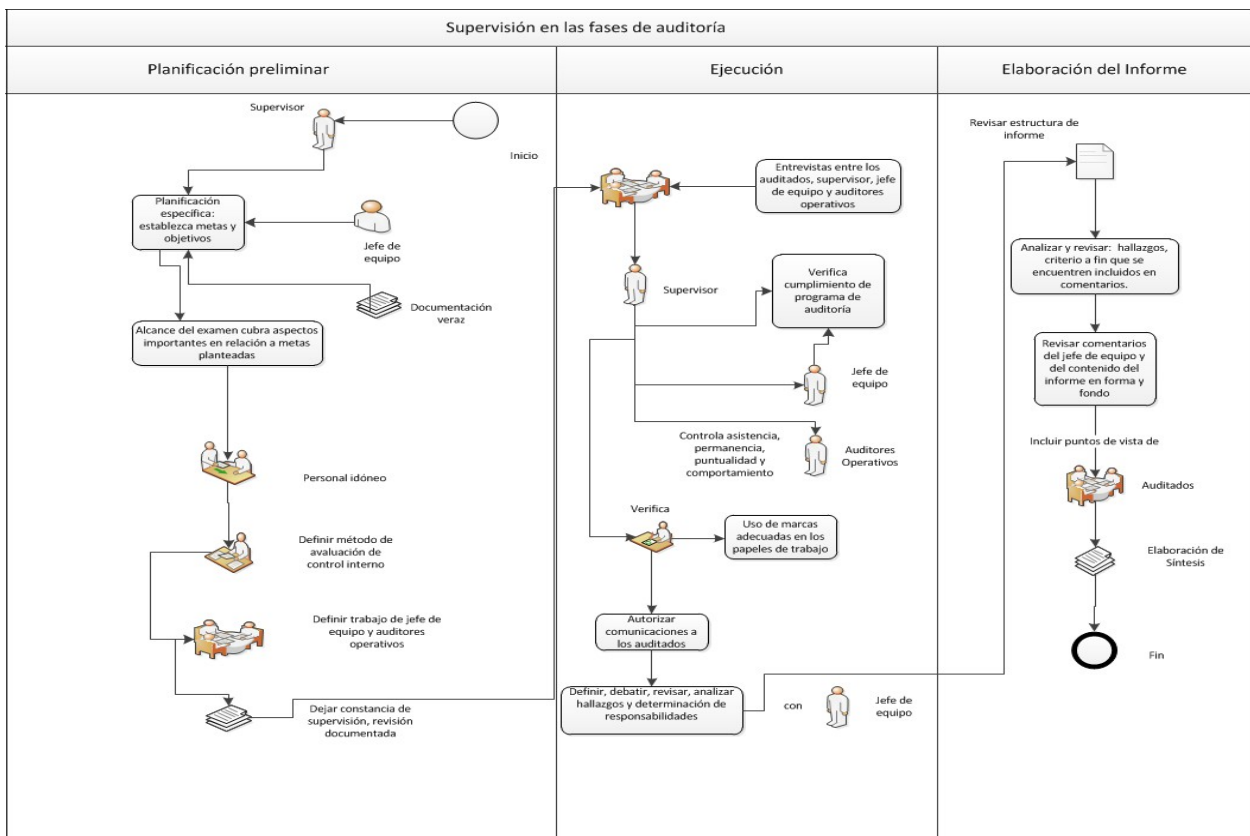 Supervisión en las fases de auditoría
Planificación preliminar
Ejecución
Elaboración del Informe
Supervisor
Inicio
Planificación
específica:
establezca metas y
objetivos
Jefe de
equipo
Documentación
veraz
Alcance del examen cubra aspectos
importantes en relación a metas
planteadas
Personal idóneo
Definir método de
avaluación de
control interno
Definir trabajo de jefe de
equipo y auditores
operativos
Dejar constancia de
supervisión, revisión
documentada
Entrevistas entre los
auditados, supervisor, jefe
de equipo y auditores
operativos
Supervisor
Verifica
cumplimiento de
programa de
auditoría
Jefe de
equipo
Controla asistencia,
permanencia,
puntualidad y
comportamiento
Auditores
Operativos
Verifica
Uso de marcas
adecuadas en los
papeles de trabajo
Autorizar
comunicaciones a
los auditados
Definir, debatir, revisar, analizar
hallazgos y determinación de
responsabilidades
con
Jefe de
equipo
Revisar estructura de
informe
Analizar y revisar: hallazgos,
criterio a fin que se
encuentren incluidos en
comentarios.
Revisar comentarios
del jefe de equipo y
del contenido del
informe en forma y
fondo
Incluir puntos de vista de
Auditados
Elaboración de
Síntesis
Fin